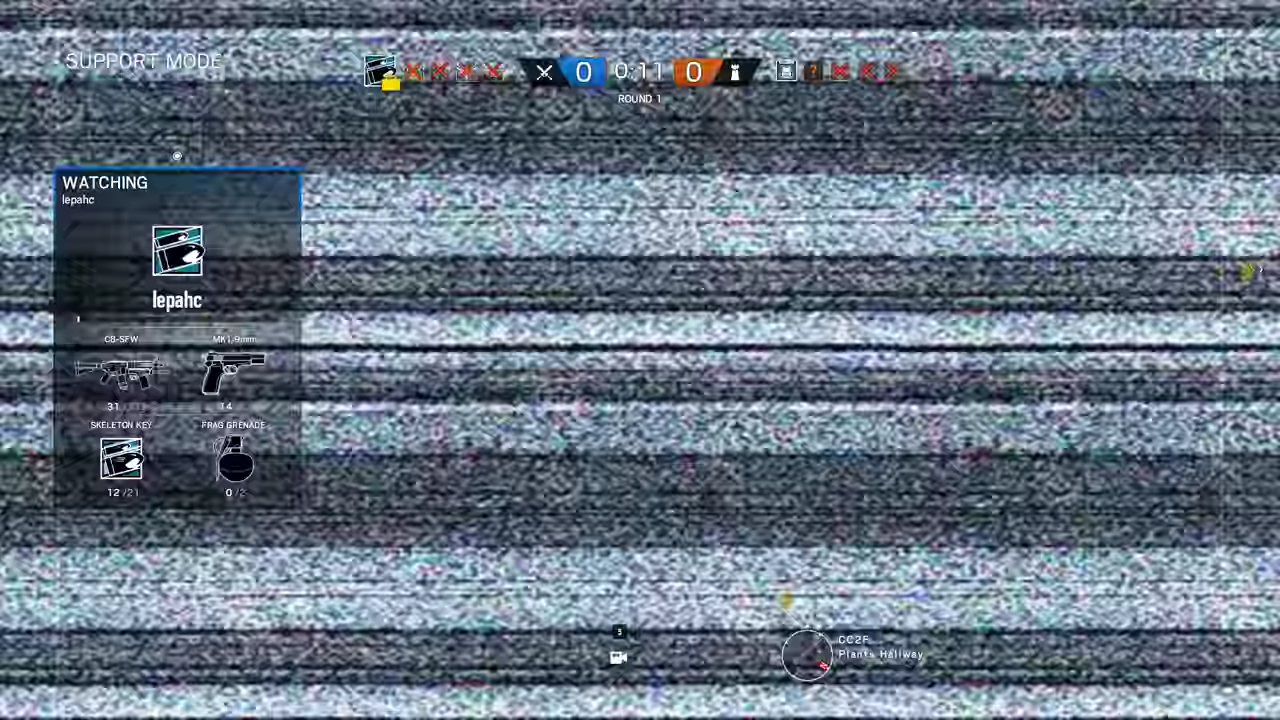 SUPPORT MODE
0 0:11 0
?
ROUND 1
WATCHING
lepahc
lepahc
C8-SFW MK1 9mm
31 14
SKELETON KEY FRAG GRENADE
12 /21 0 /2
5
CC2F
Plants Hallway